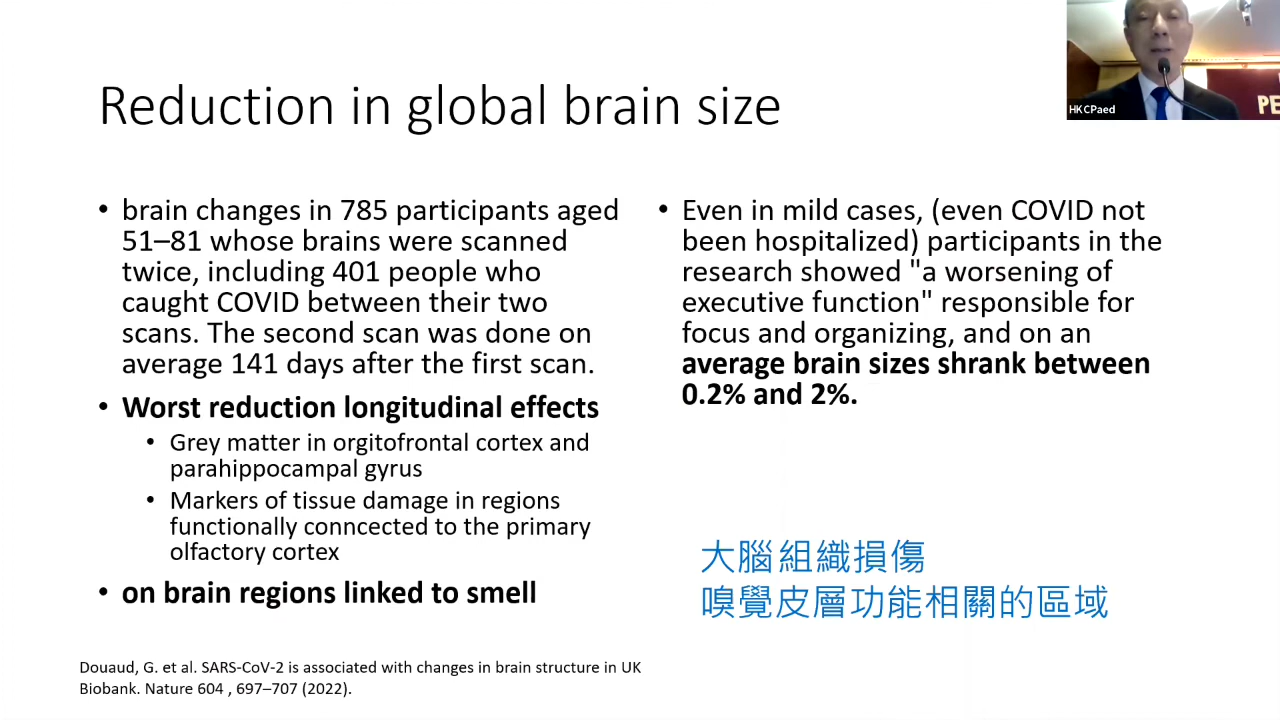 Reduction in global brain size
• brain changes in 785 participants aged
51–81 whose brains were scanned
twice, including 401 people who
caught COVID between their two
scans. The second scan was done on
average 141 days after the first scan.
• Worst reduction longitudinal effects
• Grey matter in orgitofrontal cortex and
parahippocampal gyrus
• Markers of tissue damage in regions
functionally conncected to the primary
olfactory cortex
• on brain regions linked to smell
• Even in mild cases, (even COVID not
been hospitalized) participants in the
research showed "a worsening of
executive function" responsible for
focus and organizing, and on an
average brain sizes shrank between
0.2% and 2%.
大腦組織損傷
嗅覺皮層功能相關的區域
Douaud, G. et al. SARS-CoV-2 is associated with changes in brain structure in UK
Biobank. Nature 604 , 697–707 (2022).
HKCPaed
PE